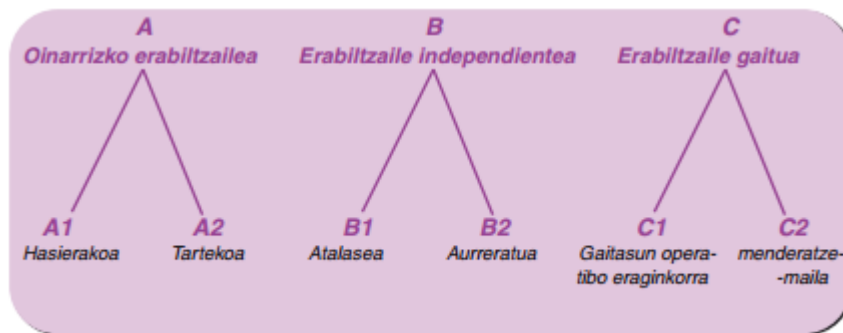 A
Oinarrizko erabiltzailea
B
Erabiltzaile independientea
C
Erabiltzaile gaitua
A1
Hasierakoa
A2
Tartekoa
B1
Atalasea
B2
Aurreratua
C1
Gaitasun opera-
tibo eraginkorra
C2
menderatze-
-maila